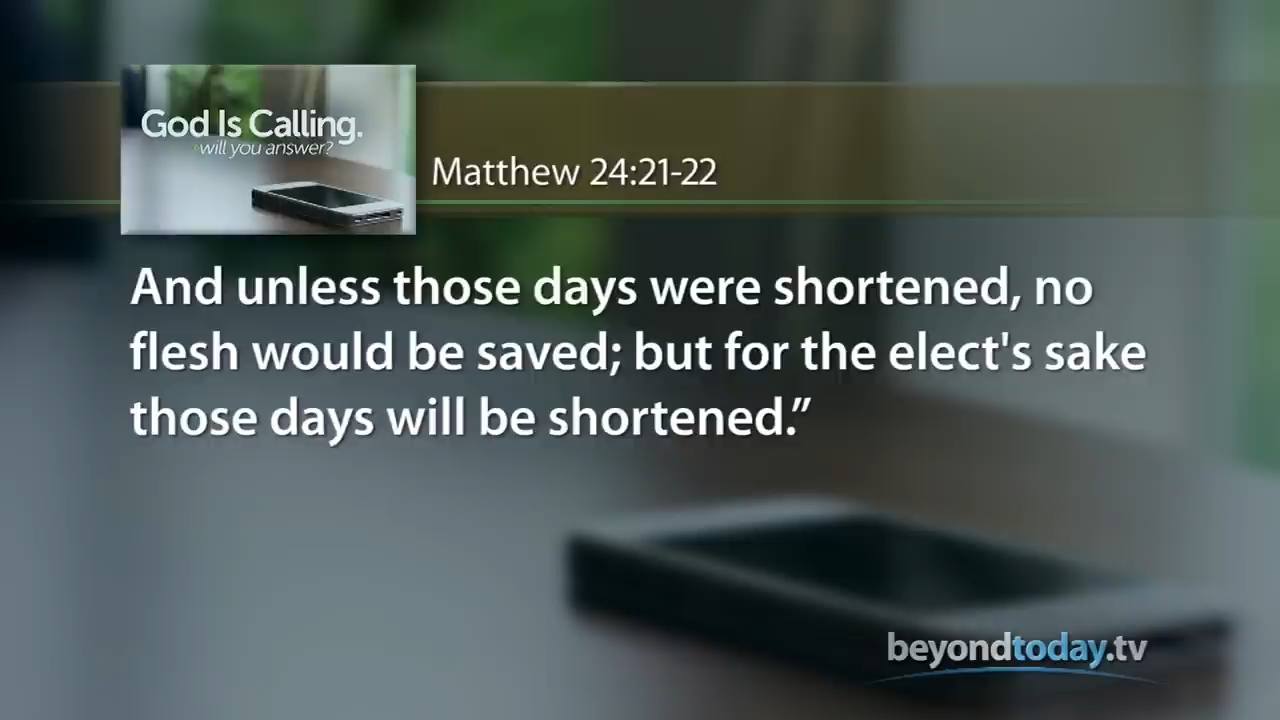 God Is Calling.
will you answer?
Matthew 24:21-22
And unless those days were shortened, no
flesh would be saved; but for the elect's sake
those days will be shortened.”
beyondtoday.tv